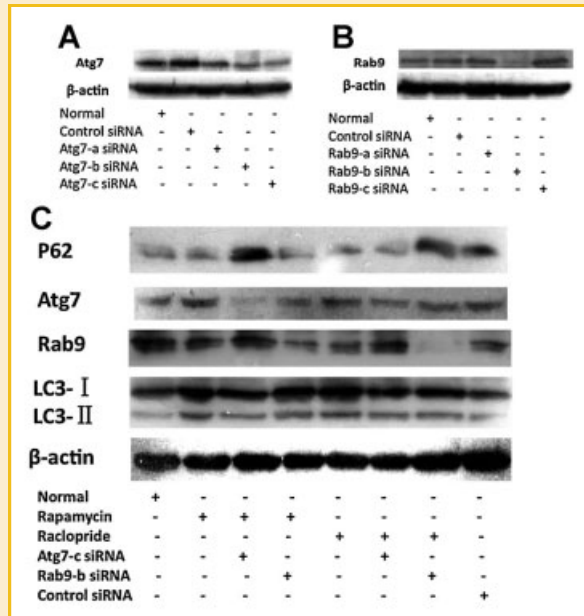 A
Atg7
β-actin
Normal + - - - -
Control siRNA - + - - -
Atg7-a siRNA - - + - -
Atg7-b siRNA - - - + -
Atg7-c siRNA - - - - +
B
Rab9
β-actin
Normal + - - - -
Control siRNA - + - - -
Rab9-a siRNA - - + - -
Rab9-b siRNA - - - + -
Rab9-c siRNA - - - - +
C
P62
Atg7
Rab9
LC3- Ⅰ
LC3- Ⅱ
β-actin
Normal + - - - - - - -
Rapamycin - + + + - - - -
Raclopride - - - - + + + -
Atg7-c siRNA - - + - - + - -
Rab9-b siRNA - - - + - - + -
Control siRNA - - - - - - - +